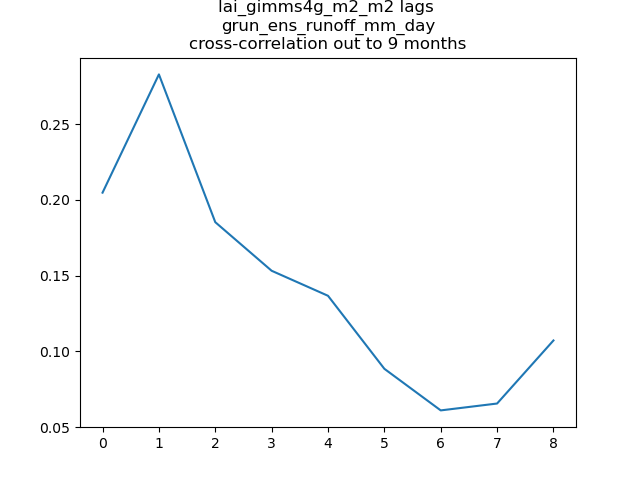 lai_gimms4g_m2_m2 lags
grun_ens_runoff_mm_day
cross-correlation out to 9 months
0.25
0.20
0.15
0.10
0.05
0 1 2 3 4 5 6 7 8